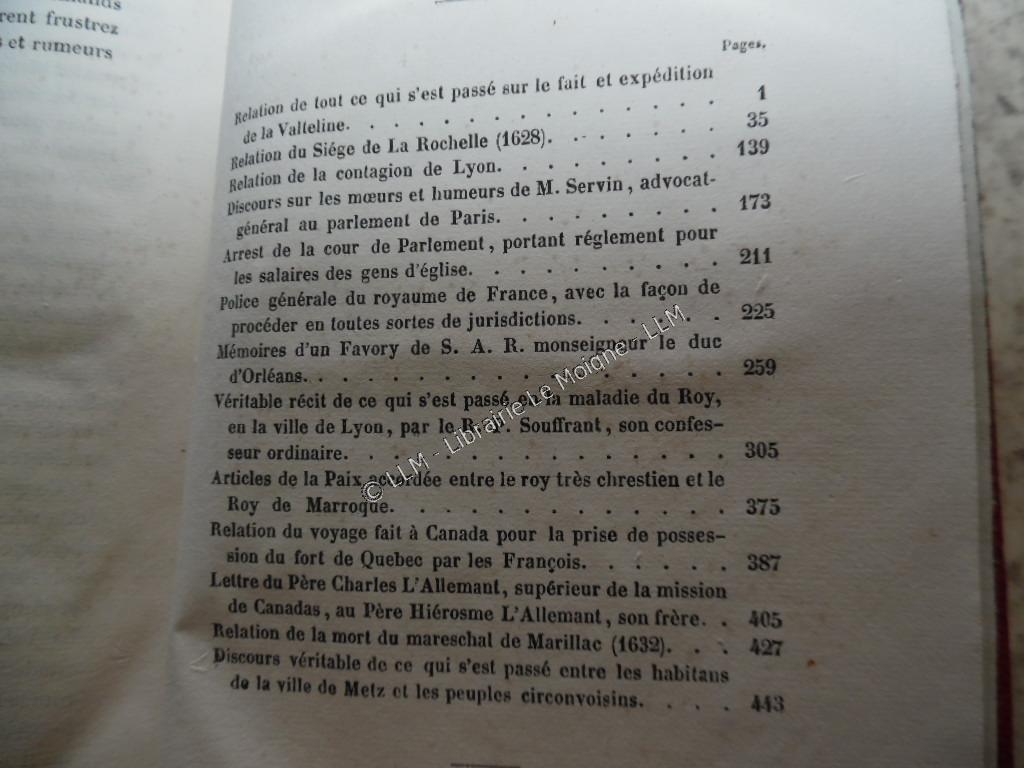 rent frustrez
et rumeurs
Pages.
Relation de tout ce qui s'est passé sur le fait et expédition
de la Valteline. . . . . . . . . . . . . . 1
Relation du Siége de La Rochelle (1628). . . . . . . 35
Relation de la contagion de Lyon. . . . . . . . . 139
Discours sur les mœurs et humeurs de M. Servin, advocat-
général au parlement de Paris. . . . . . . . . 173
Arrest de la cour de Parlement, portant réglement pour
les salaires des gens d'église. . . . . . . . . . 211
Police générale du royaume de France, avec la façon de
procéder en toutes sortes de jurisdictions. . . . . . 225
Mémoires d'un Favory de S. A. R. monseigneur le duc
d'Orléans. . . . . . . . . . . . . . . . 259
Véritable récit de ce qui s'est passé en la maladie du Roy,
en la ville de Lyon, par le R. P. Souffrant, son confes-
seur ordinaire. . . . . . . . . . . . . . 305
Articles de la Paix accordée entre le roy très chrestien et le
Roy de Marroque. . . . . . . . . . . . . 375
Relation du voyage fait à Canada pour la prise de posses-
sion du fort de Quebec par les François. . . . . . 387
Lettre du Père Charles L'Allemant, supérieur de la mission
de Canadas, au Père Hiérosme L'Allemant, son frère. . 405
Relation de la mort du mareschal de Marillac (1632). . . . 427
Discours véritable de ce qui s'est passé entre les habitans
de la ville de Metz et les peuples circonvoisins. . . . . 443
© LLM - Librairie Le Moigne - LLM